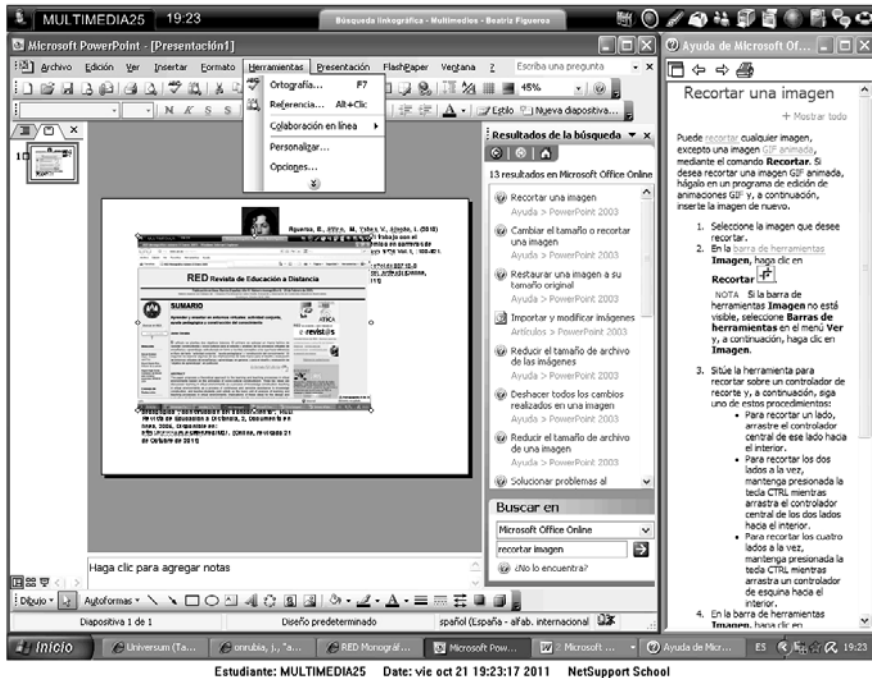 MULTIMEDIA25 19:23
Búsqueda linkográfica - Multimedios - Beatriz Figueroa
Microsoft PowerPoint - [Presentación1]
Archivo Edición Ver Insertar Formato Herramientas Presentación FlashPaper Ventana ? Escriba una pregunta
45%
N K S S
Estilo Nueva diapositiva...
Ortografía... F7
Referencia... Alt+Clic
Colaboración en línea
Personalizar...
Opciones...
1
RED Revista de Educación a Distancia
SUMARIO
Resultados de la búsqueda
13 resultados en Microsoft Office Online
Recortar una imagen
Ayuda > PowerPoint 2003
Cambiar el tamaño o recortar
una imagen
Ayuda > PowerPoint 2003
Restaurar una imagen a su
tamaño original
Ayuda > PowerPoint 2003
Importar y modificar imágenes
Artículos > PowerPoint 2003
Reducir el tamaño de archivo
de las imágenes
Ayuda > PowerPoint 2003
Deshacer todos los cambios
realizados en una imagen
Ayuda > PowerPoint 2003
Reducir el tamaño de archivo
de una imagen
Ayuda > PowerPoint 2003
Solucionar problemas al
Buscar en
Microsoft Office Online
recortar imagen
¿No lo encuentra?
Haga clic para agregar notas
Dibujo Autoformas
Diapositiva 1 de 1 Diseño predeterminado spañol (España - alfab. internacional
Ayuda de Microsoft Of...
Recortar una imagen
+ Mostrar todo
Puede recortar cualquier imagen,
excepto una imagen GIF animada,
mediante el comando Recortar. Si
desea recortar una imagen GIF animada,
hágalo en un programa de edición de
animaciones GIF y, a continuación,
inserte la imagen de nuevo.
1. Seleccione la imagen que desee
recortar.
2. En la barra de herramientas
Imagen, haga clic en
Recortar
NOTA Si la barra de
herramientas Imagen no está
visible, seleccione Barras de
herramientas en el menú Ver
y, a continuación, haga clic en
Imagen.
3. Sitúe la herramienta para
recortar sobre un controlador de
recorte y, a continuación, siga
uno de estos procedimientos:
• Para recortar un lado,
arrastre el controlador
central de ese lado hacia
el interior.
• Para recortar los dos
lados a la vez,
mantenga presionada la
tecla CTRL mientras
arrastra el controlador
central de los dos lados
hacia el interior.
• Para recortar los cuatro
lados a la vez,
mantenga presionada la
tecla CTRL mientras
arrastra un controlador
de esquina hacia el
interior.
4. En la barra de herramientas
Imagen, haga clic en
Inicio Universum (Ta... onrubia, j., "a... RED Monográf... Microsoft Pow... 2 Microsoft ... Ayuda de Micr... ES 19:23
Estudiante: MULTIMEDIA25 Date: vie oct 21 19:23:17 2011 NetSupport School